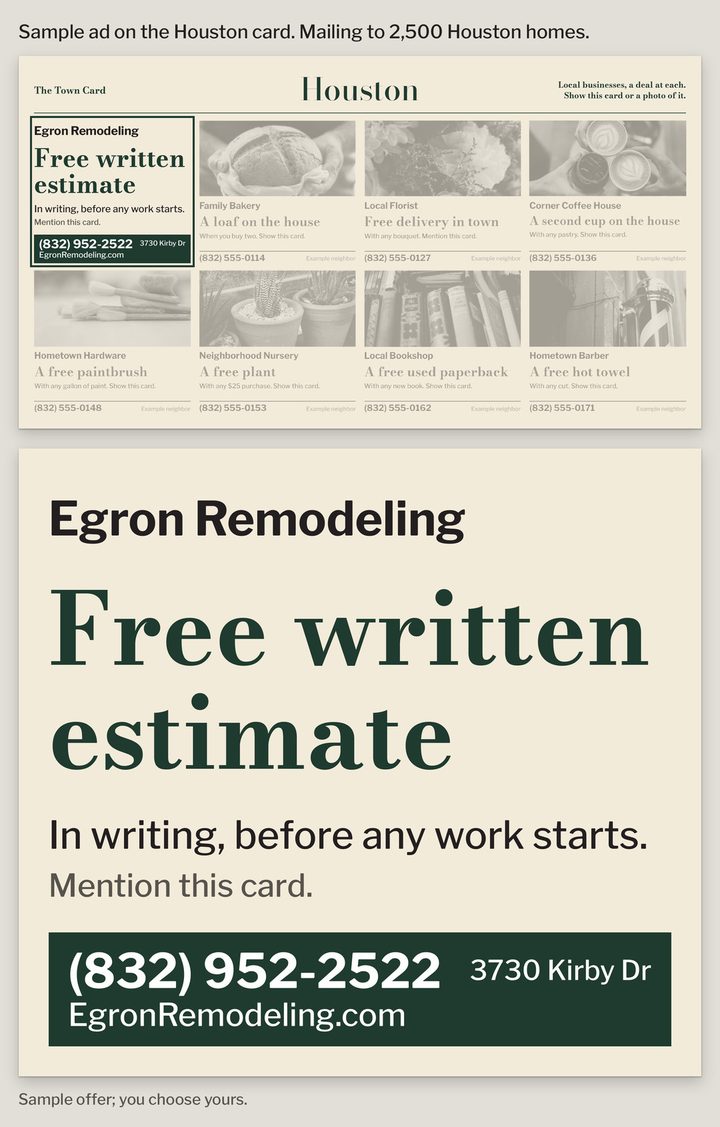 Sample ad on the Houston card. Mailing to 2,500 Houston homes.
The Town Card
Houston
Local businesses, a deal at each.
Show this card or a photo of it.
Egron Remodeling
Free written
estimate
In writing, before any work starts.
Mention this card.
(832) 952-2522 3730 Kirby Dr
EgronRemodeling.com
Family Bakery
A loaf on the house
When you buy two. Show this card.
(832) 555-0114 Example neighbor
Local Florist
Free delivery in town
With any bouquet. Mention this card.
(832) 555-0127 Example neighbor
Corner Coffee House
A second cup on the house
With any pastry. Show this card.
(832) 555-0136 Example neighbor
Hometown Hardware
A free paintbrush
With any gallon of paint. Show this card.
(832) 555-0148 Example neighbor
Neighborhood Nursery
A free plant
With any $25 purchase. Show this card.
(832) 555-0153 Example neighbor
Local Bookshop
A free used paperback
With any new book. Show this card.
(832) 555-0162 Example neighbor
Hometown Barber
A free hot towel
With any cut. Show this card.
(832) 555-0171 Example neighbor
Egron Remodeling
Free written
estimate
In writing, before any work starts.
Mention this card.
(832) 952-2522 3730 Kirby Dr
EgronRemodeling.com
Sample offer; you choose yours.